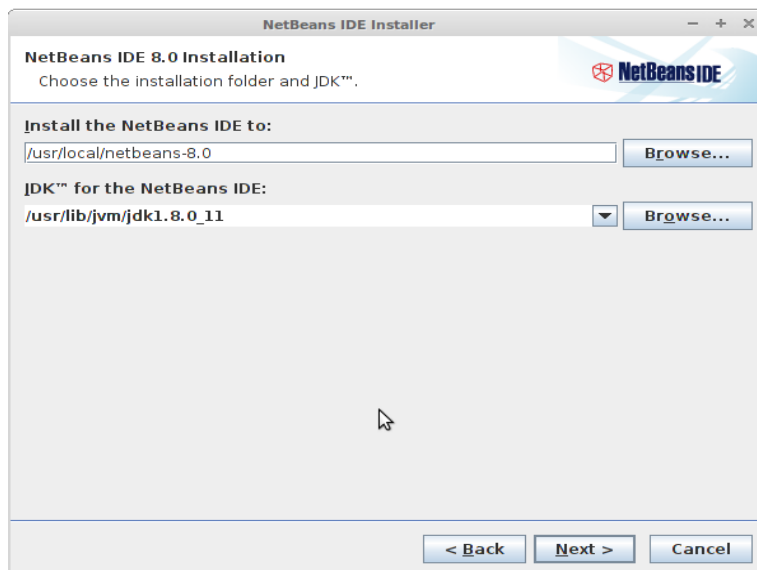 NetBeans IDE Installer
NetBeans IDE 8.0 Installation
Choose the installation folder and JDK™.
NetBeans IDE
Install the NetBeans IDE to:
/usr/local/netbeans-8.0
Browse...
JDK™ for the NetBeans IDE:
/usr/lib/jvm/jdk1.8.0_11
Browse...
< Back
Next >
Cancel